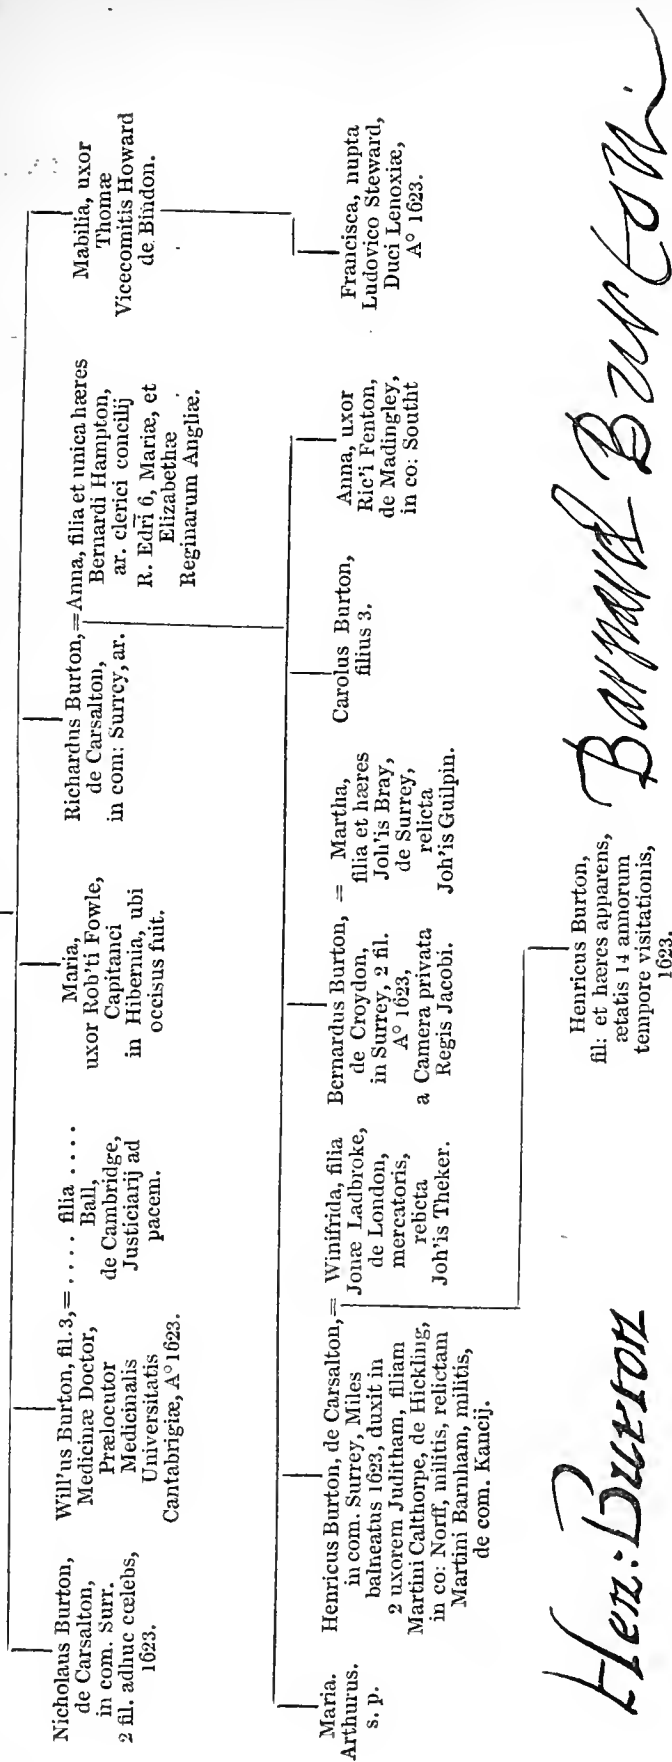 Nicholaus Burton,
de Carsalton,
in com. Surr.
2 fil. adhuc cœlebs,
1623.
Will'us Burton, fil. 3, = . . . . filia . . . .
Medicinæ Doctor,
Prælocutor
Medicinalis
Universitatis
Cantabrigiæ, A° 1623.
Ball,
de Cambridge,
Justiciarij ad
pacem.
Maria,
uxor Rob'ti Fowle,
Capitanei
in Hibernia, ubi
occisus fuit.
Richardus Burton, = Anna, filia et unica hæres
de Carsalton,
in com: Surrey, ar.
Bernardi Hampton,
ar. clerici concilij
R. Edri 6, Mariæ, et
Elizabethæ
Reginarum Angliæ.
Mabilia, uxor
Thomæ
Vicecomitis Howard
de Bindon.
Maria.
Arthurus.
s. p.
Henricus Burton, de Carsalton, = Winifrida, filia
in com. Surrey, Miles
balneatus 1623, duxit in
2 uxorem Juditham, filiam
Martini Calthorpe, de Hickling,
in co: Norff, militis, relictam
Martini Barnham, militis,
de com. Kancij.
Jonæ Ladbroke,
de London,
mercatoris,
relicta
Joh'is Theker.
Bernardus Burton, = Martha,
de Croydon,
in Surrey, 2 fil.
A° 1623,
a Camera privata
Regis Jacobi.
filia et hæres
Joh'is Bray,
de Surrey,
relicta
Joh'is Guilpin.
Carolus Burton,
filius 3.
Anna, uxor
Ric'i Fenton,
de Madingley,
in co: Southt
Francisca, nupta
Ludovico Steward,
Duci Lenoxiæ,
A° 1623.
Henricus Burton,
fil: et hæres apparens,
ætatis 14 annorum
tempore visitationis,
1623.
Hen: Burton
Barnard Burton